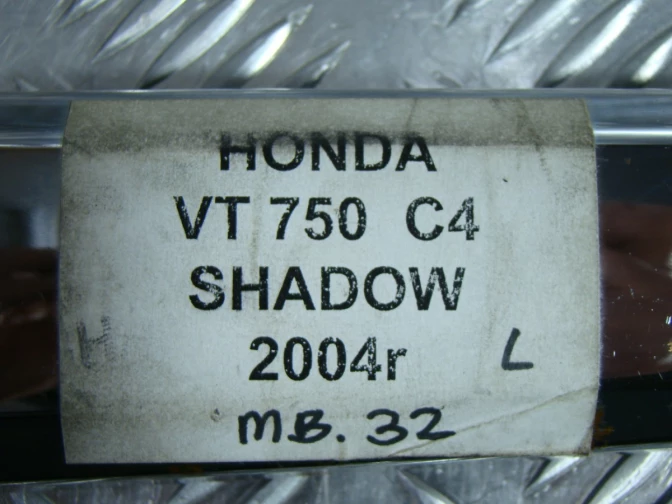 HONDA
VT 750 C4
SHADOW
2004r
H L
MB. 32